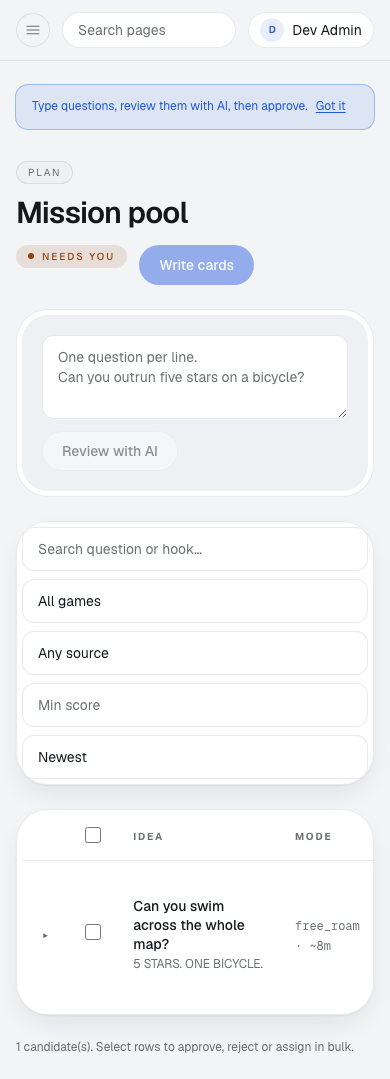 Search pages
D
Dev Admin
Type questions, review them with AI, then approve. Got it
PLAN
Mission pool
NEEDS YOU
Write cards
One question per line.
Can you outrun five stars on a bicycle?
Review with AI
Search question or hook…
All games
Any source
Min score
Newest
IDEA MODE
Can you swim
across the whole
map?
5 STARS. ONE BICYCLE.
free_roam
· ~8m
1 candidate(s). Select rows to approve, reject or assign in bulk.